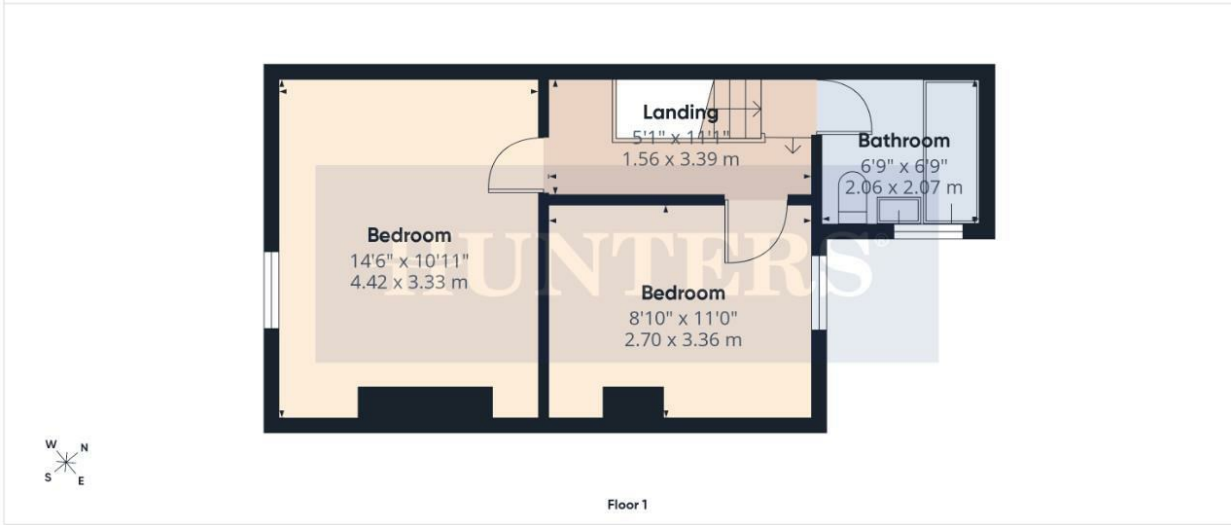 Landing
5'1" x 11'1"
1.56 x 3.39 m
Bathroom
6'9" x 6'9"
2.06 x 2.07 m
Bedroom
14'6" x 10'11"
4.42 x 3.33 m
HUNTERS®
Bedroom
8'10" x 11'0"
2.70 x 3.36 m
W N
S E
Floor 1